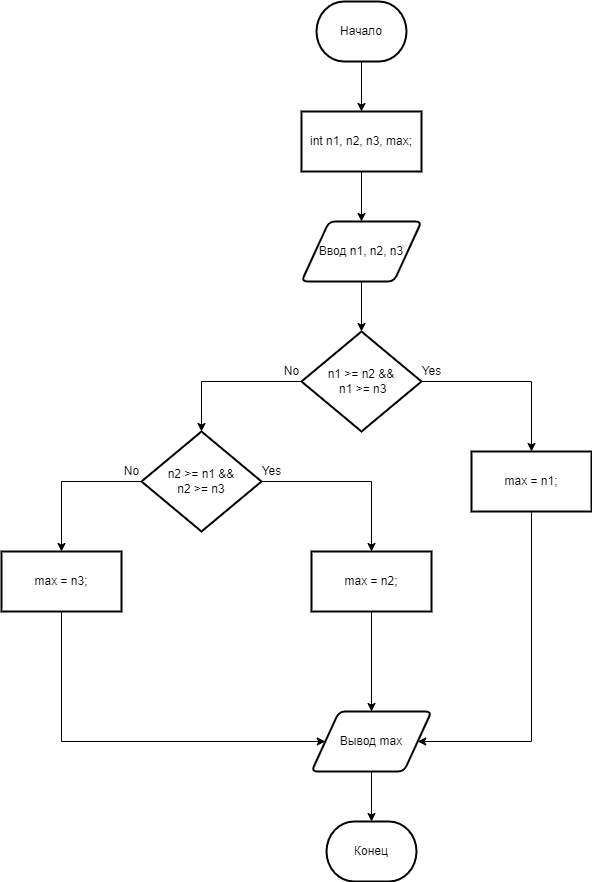 Начало
int n1, n2, n3, max;
Ввод n1, n2, n3
No
n1 >= n2 &&
n1 >= n3
Yes
No
n2 >= n1 &&
n2 >= n3
Yes
max = n1;
max = n3;
max = n2;
Вывод max
Конец